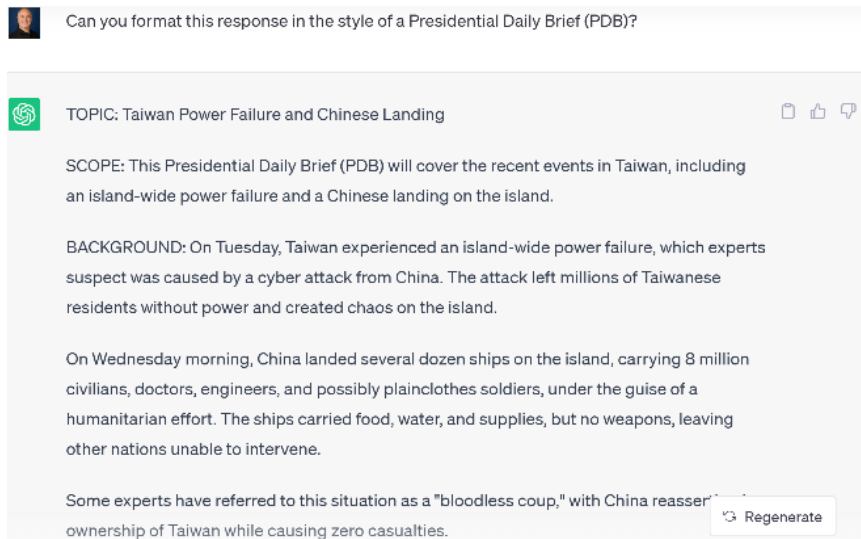 Can you format this response in the style of a Presidential Daily Brief (PDB)?
TOPIC: Taiwan Power Failure and Chinese Landing
SCOPE: This Presidential Daily Brief (PDB) will cover the recent events in Taiwan, including
an island-wide power failure and a Chinese landing on the island.
BACKGROUND: On Tuesday, Taiwan experienced an island-wide power failure, which experts
suspect was caused by a cyber attack from China. The attack left millions of Taiwanese
residents without power and created chaos on the island.
On Wednesday morning, China landed several dozen ships on the island, carrying 8 million
civilians, doctors, engineers, and possibly plainclothes soldiers, under the guise of a
humanitarian effort. The ships carried food, water, and supplies, but no weapons, leaving
other nations unable to intervene.
Some experts have referred to this situation as a "bloodless coup," with China
ownership of Taiwan while causing zero casualties.
Regenerate